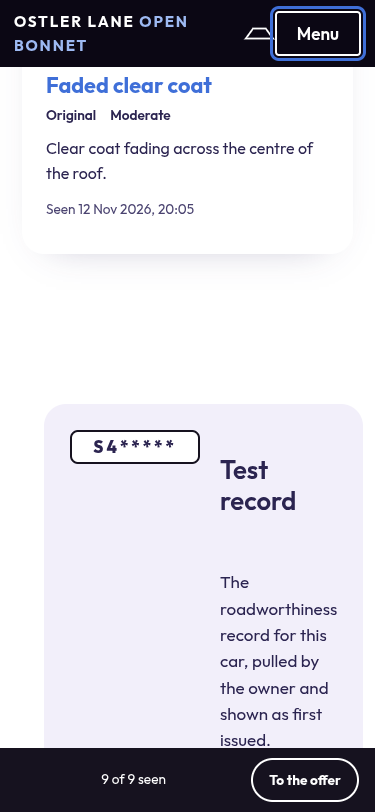 OSTLER LANE OPEN
BONNET
Menu
Faded clear coat
Original Moderate
Clear coat fading across the centre of
the roof.
Seen 12 Nov 2026, 20:05
S4*****
Test
record
The
roadworthiness
record for this
car, pulled by
the owner and
shown as first
issued.
9 of 9 seen
To the offer